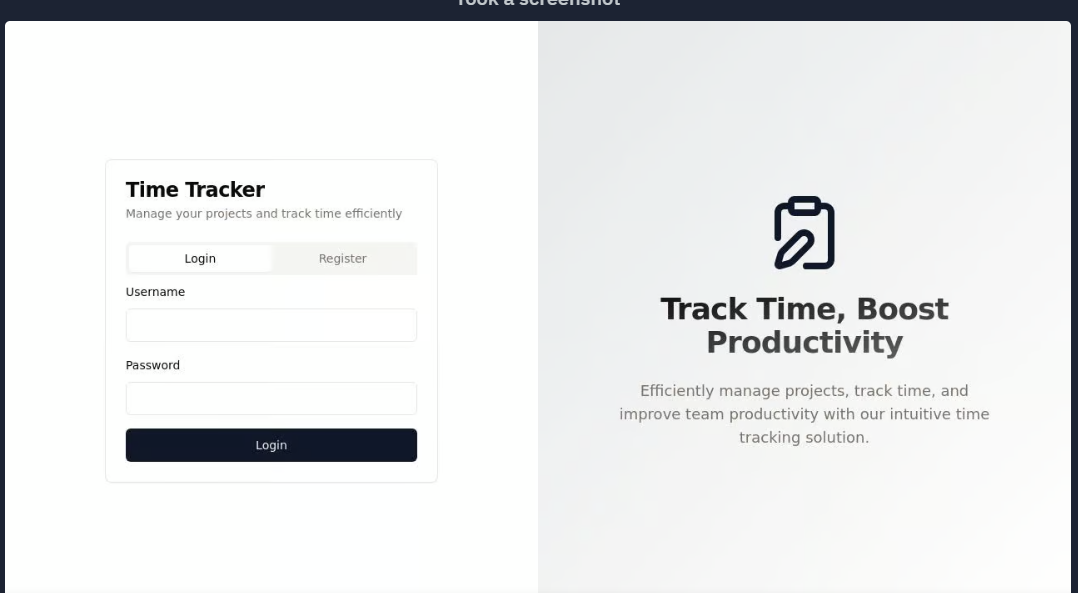 Took a screenshot
Time Tracker
Manage your projects and track time efficiently
Login
Register
Username
Password
Login
Track Time, Boost
Productivity
Efficiently manage projects, track time, and
improve team productivity with our intuitive time
tracking solution.